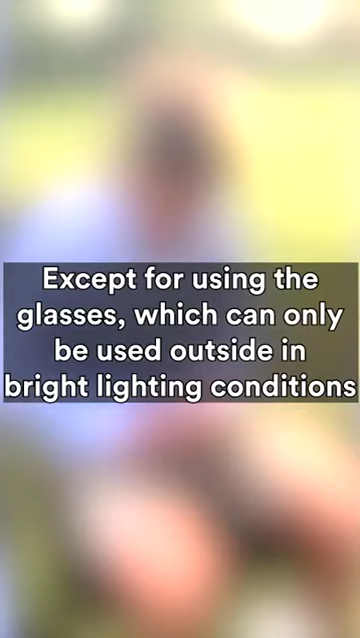 Except for using the
glasses, which can only
be used outside in
bright lighting conditions